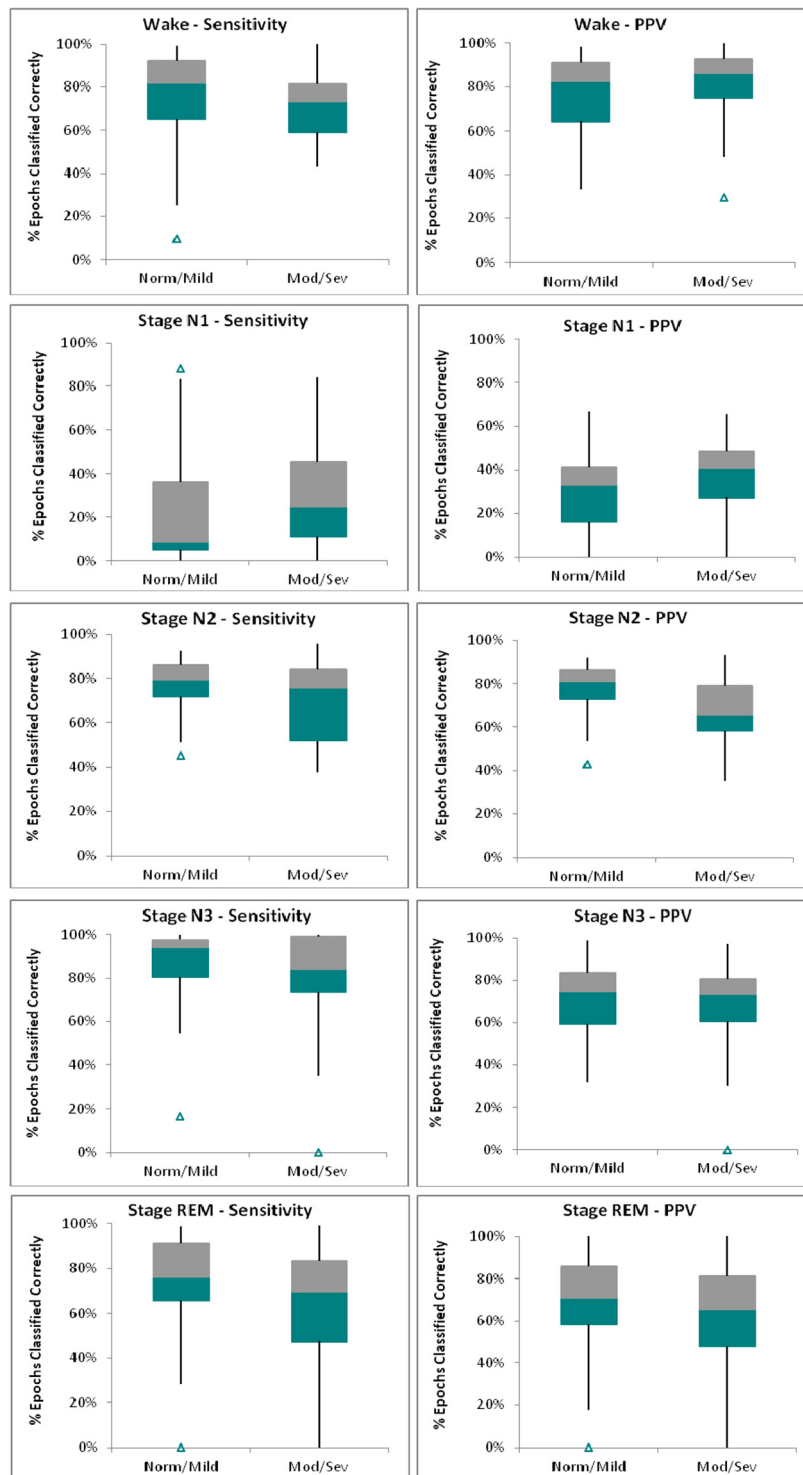 Wake - Sensitivity
% Epochs Classified Correctly
100%
80%
60%
40%
20%
0%
Norm/Mild Mod/Sev
Wake - PPV
% Epochs Classified Correctly
100%
80%
60%
40%
20%
0%
Norm/Mild Mod/Sev
Stage N1 - Sensitivity
% Epochs Classified Correctly
100%
80%
60%
40%
20%
0%
Norm/Mild Mod/Sev
Stage N1 - PPV
% Epochs Classified Correctly
100%
80%
60%
40%
20%
0%
Norm/Mild Mod/Sev
Stage N2 - Sensitivity
% Epochs Classified Correctly
100%
80%
60%
40%
20%
0%
Norm/Mild Mod/Sev
Stage N2 - PPV
% Epochs Classified Correctly
100%
80%
60%
40%
20%
0%
Norm/Mild Mod/Sev
Stage N3 - Sensitivity
% Epochs Classified Correctly
100%
80%
60%
40%
20%
0%
Norm/Mild Mod/Sev
Stage N3 - PPV
% Epochs Classified Correctly
100%
80%
60%
40%
20%
0%
Norm/Mild Mod/Sev
Stage REM - Sensitivity
% Epochs Classified Correctly
100%
80%
60%
40%
20%
0%
Norm/Mild Mod/Sev
Stage REM - PPV
% Epochs Classified Correctly
100%
80%
60%
40%
20%
0%
Norm/Mild Mod/Sev